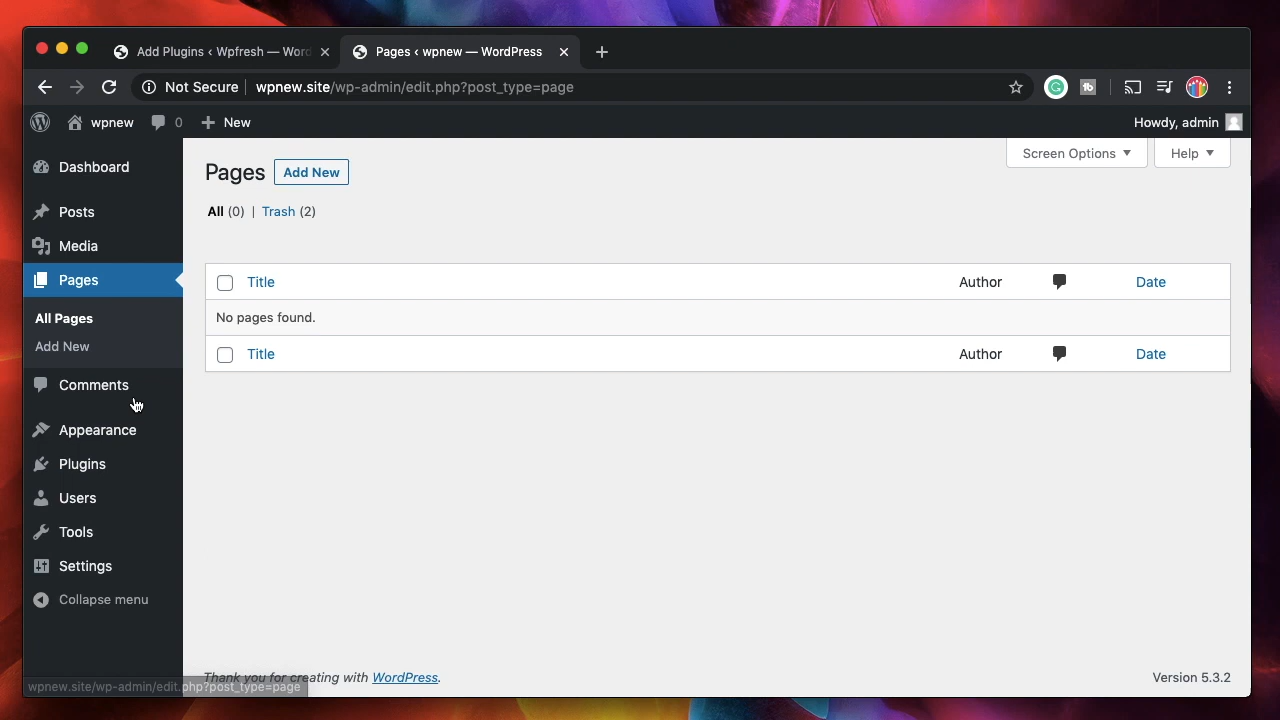 Add Plugins ‹ Wpfresh — Word
Pages ‹ wpnew — WordPress
Not Secure
wpnew.site/wp-admin/edit.php?post_type=page
wpnew
0
New
Howdy, admin
Dashboard
Posts
Media
Pages
All Pages
Add New
Comments
Appearance
Plugins
Users
Tools
Settings
Collapse menu
Pages
Add New
Screen Options
Help
All (0) | Trash (2)
Title Author Date
No pages found.
Title Author Date
Thank you for creating with WordPress.
Version 5.3.2
wpnew.site/wp-admin/edit.php?post_type=page